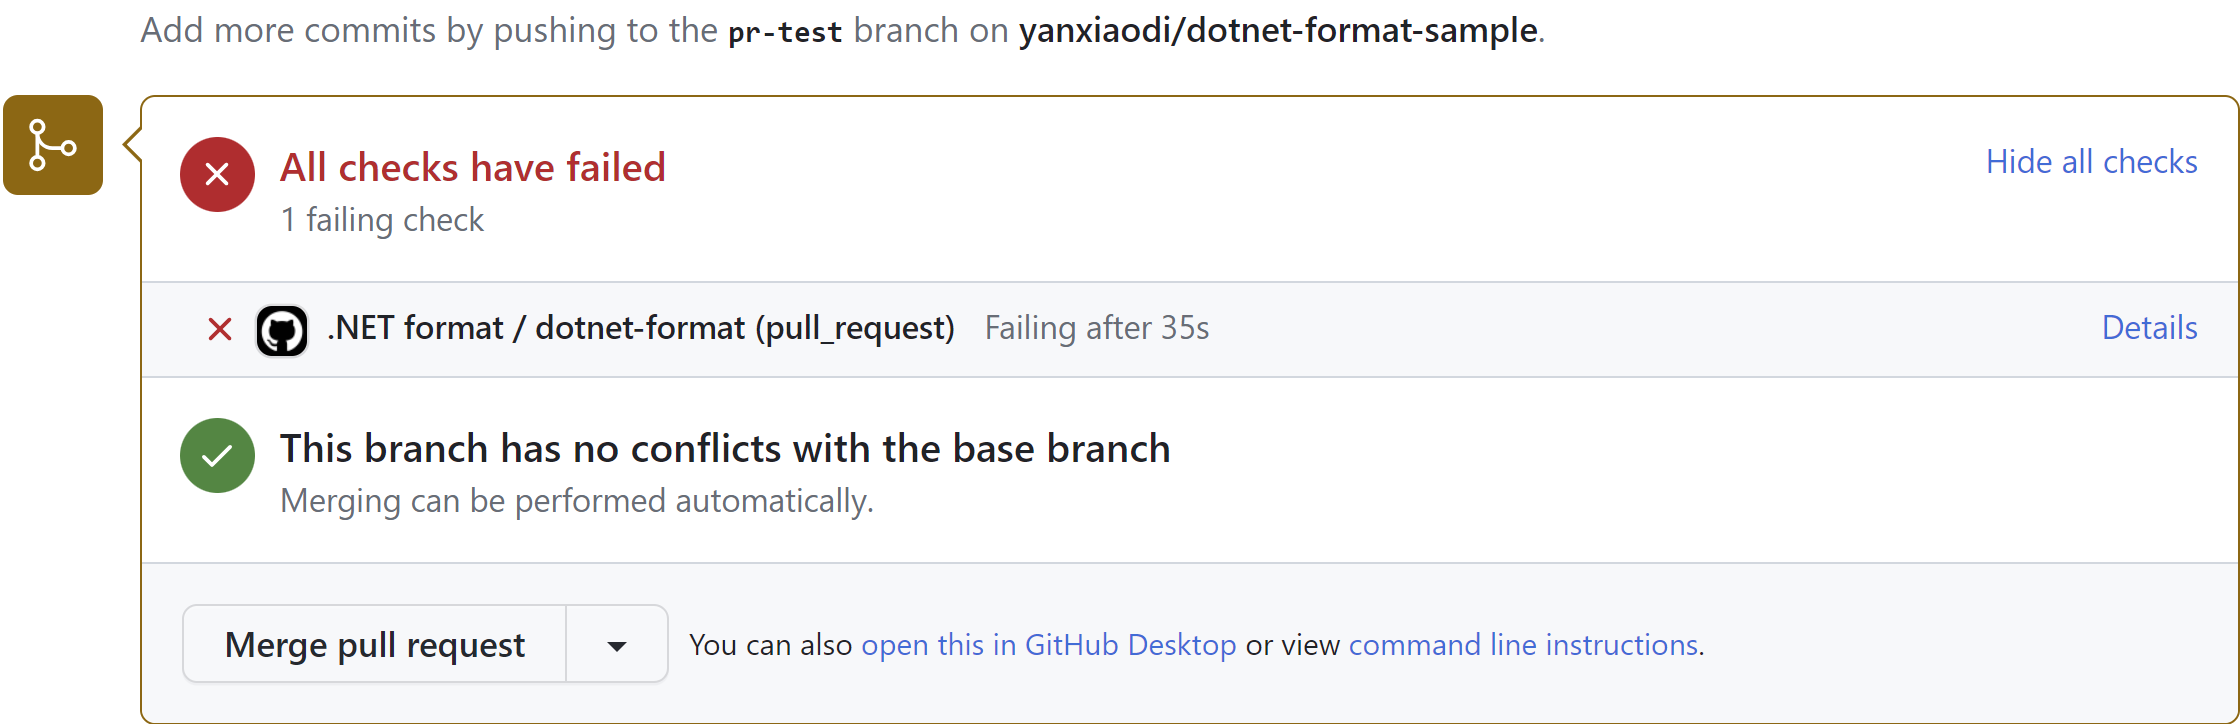 Add more commits by pushing to the pr-test branch on yanxiaodi/dotnet-format-sample.
All checks have failed
Hide all checks
1 failing check
.NET format / dotnet-format (pull_request) Failing after 35s
Details
This branch has no conflicts with the base branch
Merging can be performed automatically.
Merge pull request
You can also open this in GitHub Desktop or view command line instructions.